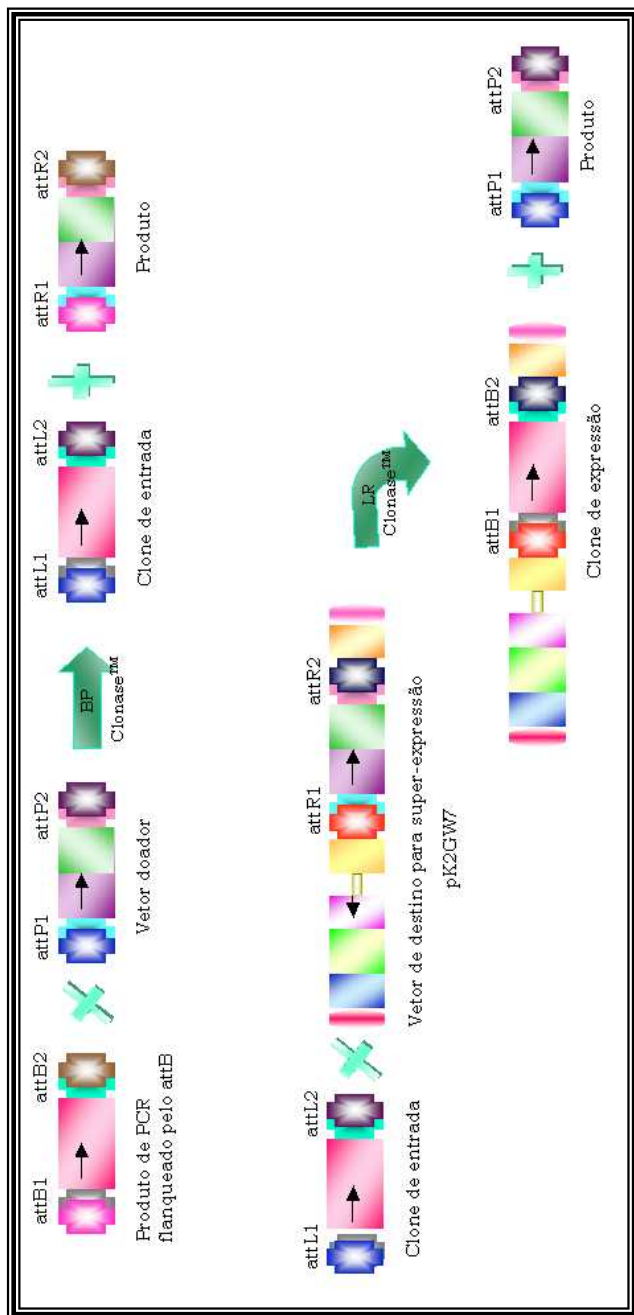 attB1
attB2
Produto de PCR
flanqueado pelo attB
attP1
attP2
Vetor doador
BP
Clonase™
attL1
attL2
Clone de entrada
attR1
attR2
Produto
attL1
attL2
Clone de entrada
attR1
attR2
Vetor de destino para super-expressão
pK2GW7
LR
Clonase™
attB1
attB2
Clone de expressão
attP1
attP2
Produto